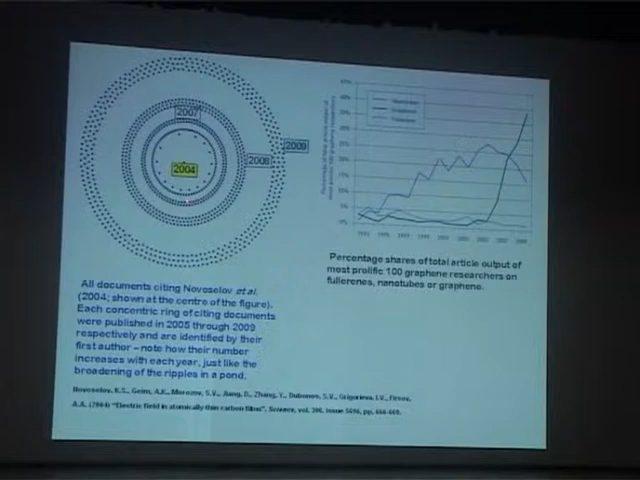 2007
2009
2008
2004
All documents citing Novoselov et al.
(2004; shown at the centre of the figure).
Each concentric ring of citing documents
were published in 2005 through 2009
respectively and are identified by their
first author – note how their number
increases with each year, just like the
broadening of the ripples in a pond.
Percentage shares of total article output of
most prolific 100 graphene researchers on
fullerenes, nanotubes or graphene.
Novoselov, K.S., Geim, A.K., Morozov, S.V., Jiang, D., Zhang, Y., Dubonos, S.V., Grigorieva, I.V., Firsov,
A.A. (2004) "Electric field in atomically thin carbon films", Science, vol. 306, issue 5696, pp. 666-669.